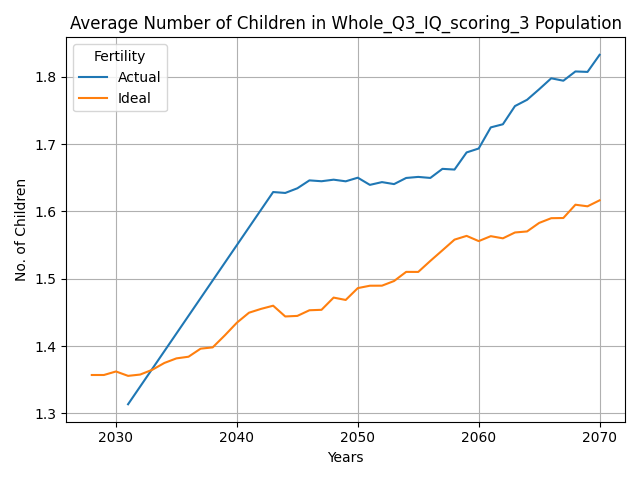 Average Number of Children in Whole_Q3_IQ_scoring_3 Population
Fertility
Actual
Ideal
No. of Children
1.8
1.7
1.6
1.5
1.4
1.3
2030 2040 2050 2060 2070
Years